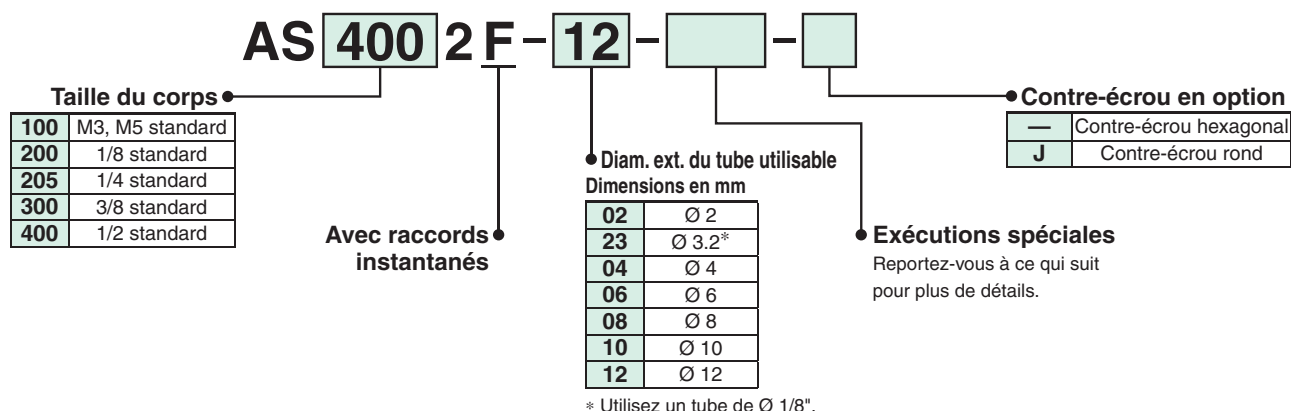 AS 400 2 F - 12 -  -
Taille du corps
100 M3, M5 standard
200 1/8 standard
205 1/4 standard
300 3/8 standard
400 1/2 standard
Avec raccords
instantanés
Diam. ext. du tube utilisable
Dimensions en mm
02 Ø 2
23 Ø 3.2*
04 Ø 4
06 Ø 6
08 Ø 8
10 Ø 10
12 Ø 12
* Utilisez un tube de Ø 1/8".
Exécutions spéciales
Reportez-vous à ce qui suit
pour plus de détails.
Contre-écrou en option
— Contre-écrou hexagonal
J Contre-écrou rond